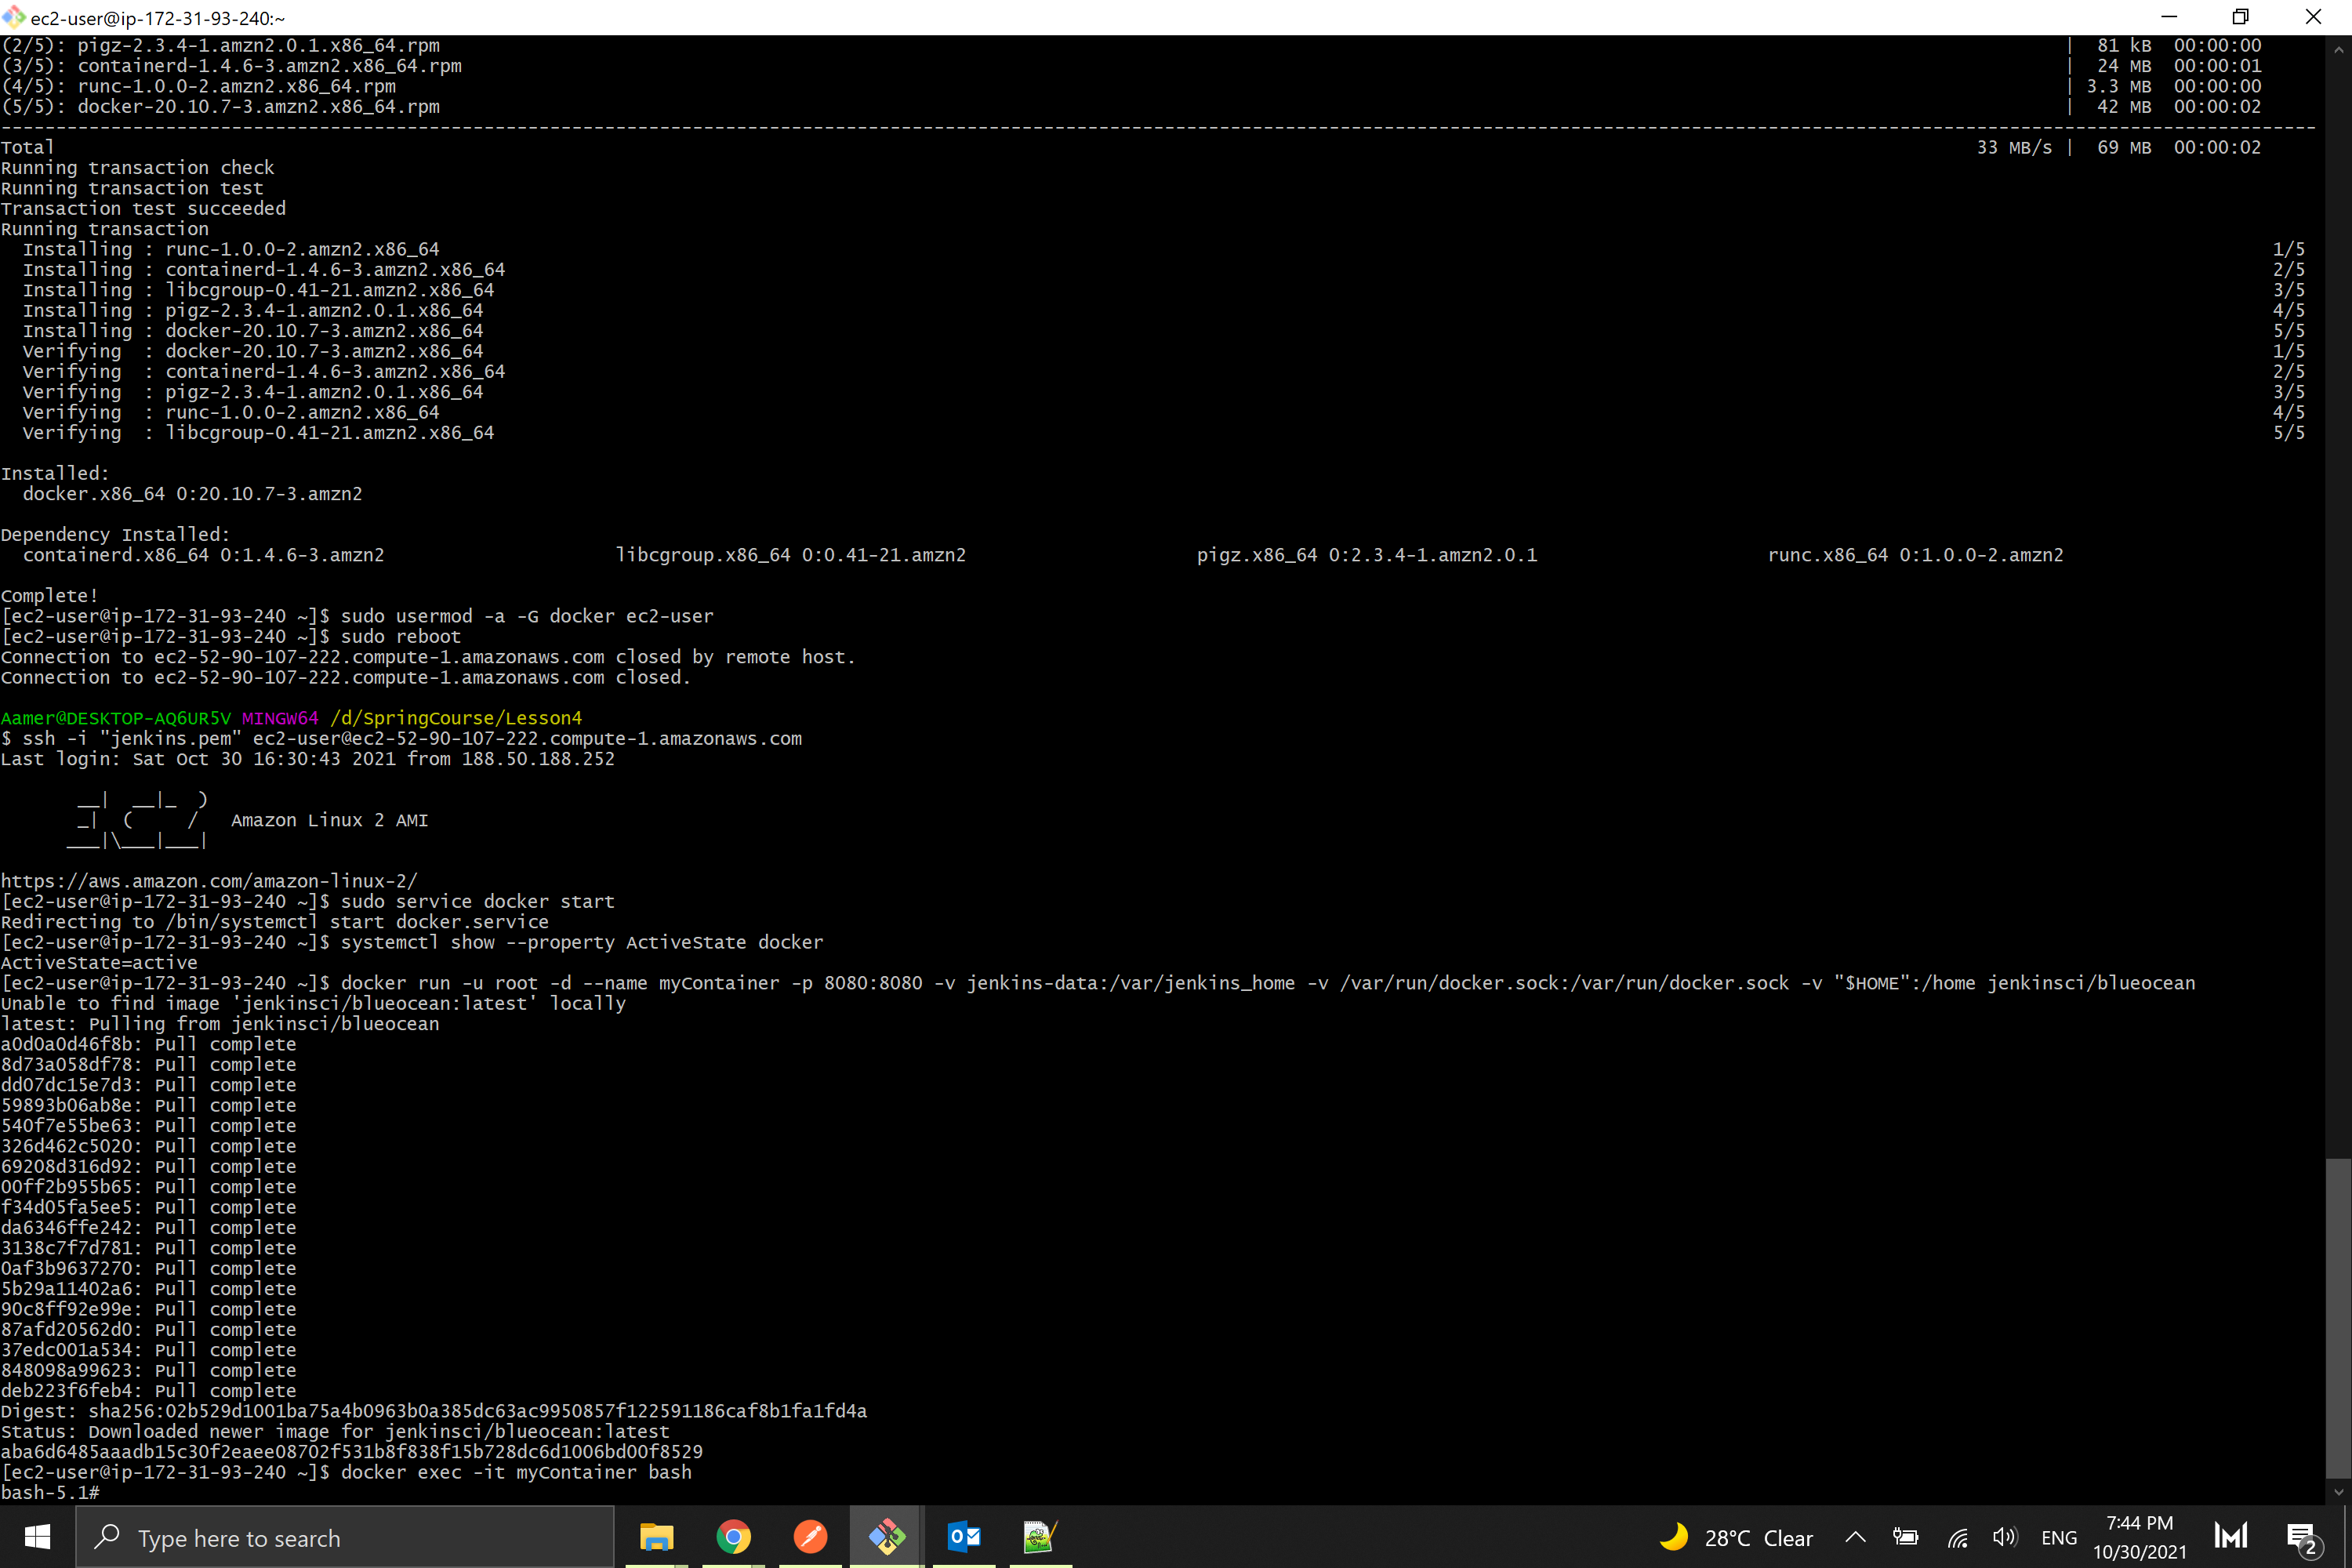 ec2-user@ip-172-31-93-240:~
(2/5): pigz-2.3.4-1.amzn2.0.1.x86_64.rpm | 81 kB 00:00:00
(3/5): containerd-1.4.6-3.amzn2.x86_64.rpm | 24 MB 00:00:01
(4/5): runc-1.0.0-2.amzn2.x86_64.rpm | 3.3 MB 00:00:00
(5/5): docker-20.10.7-3.amzn2.x86_64.rpm | 42 MB 00:00:02
Total 33 MB/s | 69 MB 00:00:02
Running transaction check
Running transaction test
Transaction test succeeded
Running transaction
Installing : runc-1.0.0-2.amzn2.x86_64 1/5
Installing : containerd-1.4.6-3.amzn2.x86_64 2/5
Installing : libcgroup-0.41-21.amzn2.x86_64 3/5
Installing : pigz-2.3.4-1.amzn2.0.1.x86_64 4/5
Installing : docker-20.10.7-3.amzn2.x86_64 5/5
Verifying : docker-20.10.7-3.amzn2.x86_64 1/5
Verifying : containerd-1.4.6-3.amzn2.x86_64 2/5
Verifying : pigz-2.3.4-1.amzn2.0.1.x86_64 3/5
Verifying : runc-1.0.0-2.amzn2.x86_64 4/5
Verifying : libcgroup-0.41-21.amzn2.x86_64 5/5
Installed:
docker.x86_64 0:20.10.7-3.amzn2
Dependency Installed:
containerd.x86_64 0:1.4.6-3.amzn2 libcgroup.x86_64 0:0.41-21.amzn2 pigz.x86_64 0:2.3.4-1.amzn2.0.1 runc.x86_64 0:1.0.0-2.amzn2
Complete!
[ec2-user@ip-172-31-93-240 ~]$ sudo usermod -a -G docker ec2-user
[ec2-user@ip-172-31-93-240 ~]$ sudo reboot
Connection to ec2-52-90-107-222.compute-1.amazonaws.com closed by remote host.
Connection to ec2-52-90-107-222.compute-1.amazonaws.com closed.
Aamer@DESKTOP-AQ6UR5V MINGW64 /d/SpringCourse/Lesson4
$ ssh -i "jenkins.pem" ec2-user@ec2-52-90-107-222.compute-1.amazonaws.com
Last login: Sat Oct 30 16:30:43 2021 from 188.50.188.252
__| __|_ )
_| ( / Amazon Linux 2 AMI
___|\___|___|
https://aws.amazon.com/amazon-linux-2/
[ec2-user@ip-172-31-93-240 ~]$ sudo service docker start
Redirecting to /bin/systemctl start docker.service
[ec2-user@ip-172-31-93-240 ~]$ systemctl show --property ActiveState docker
ActiveState=active
[ec2-user@ip-172-31-93-240 ~]$ docker run -u root -d --name myContainer -p 8080:8080 -v jenkins-data:/var/jenkins_home -v /var/run/docker.sock:/var/run/docker.sock -v "$HOME":/home jenkinsci/blueocean
Unable to find image 'jenkinsci/blueocean:latest' locally
latest: Pulling from jenkinsci/blueocean
a0d0a0d46f8b: Pull complete
8d73a058df78: Pull complete
dd07dc15e7d3: Pull complete
59893b06ab8e: Pull complete
540f7e55be63: Pull complete
326d462c5020: Pull complete
69208d316d92: Pull complete
00ff2b955b65: Pull complete
f34d05fa5ee5: Pull complete
da6346ffe242: Pull complete
3138c7f7d781: Pull complete
0af3b9637270: Pull complete
5b29a11402a6: Pull complete
90c8ff92e99e: Pull complete
87afd20562d0: Pull complete
37edc001a534: Pull complete
848098a99623: Pull complete
deb223f6feb4: Pull complete
Digest: sha256:02b529d1001ba75a4b0963b0a385dc63ac9950857f122591186caf8b1fa1fd4a
Status: Downloaded newer image for jenkinsci/blueocean:latest
aba6d6485aaadb15c30f2eaee08702f531b8f838f15b728dc6d1006bd00f8529
[ec2-user@ip-172-31-93-240 ~]$ docker exec -it myContainer bash
bash-5.1#
Type here to search
28°C Clear
ENG
7:44 PM
10/30/2021
2